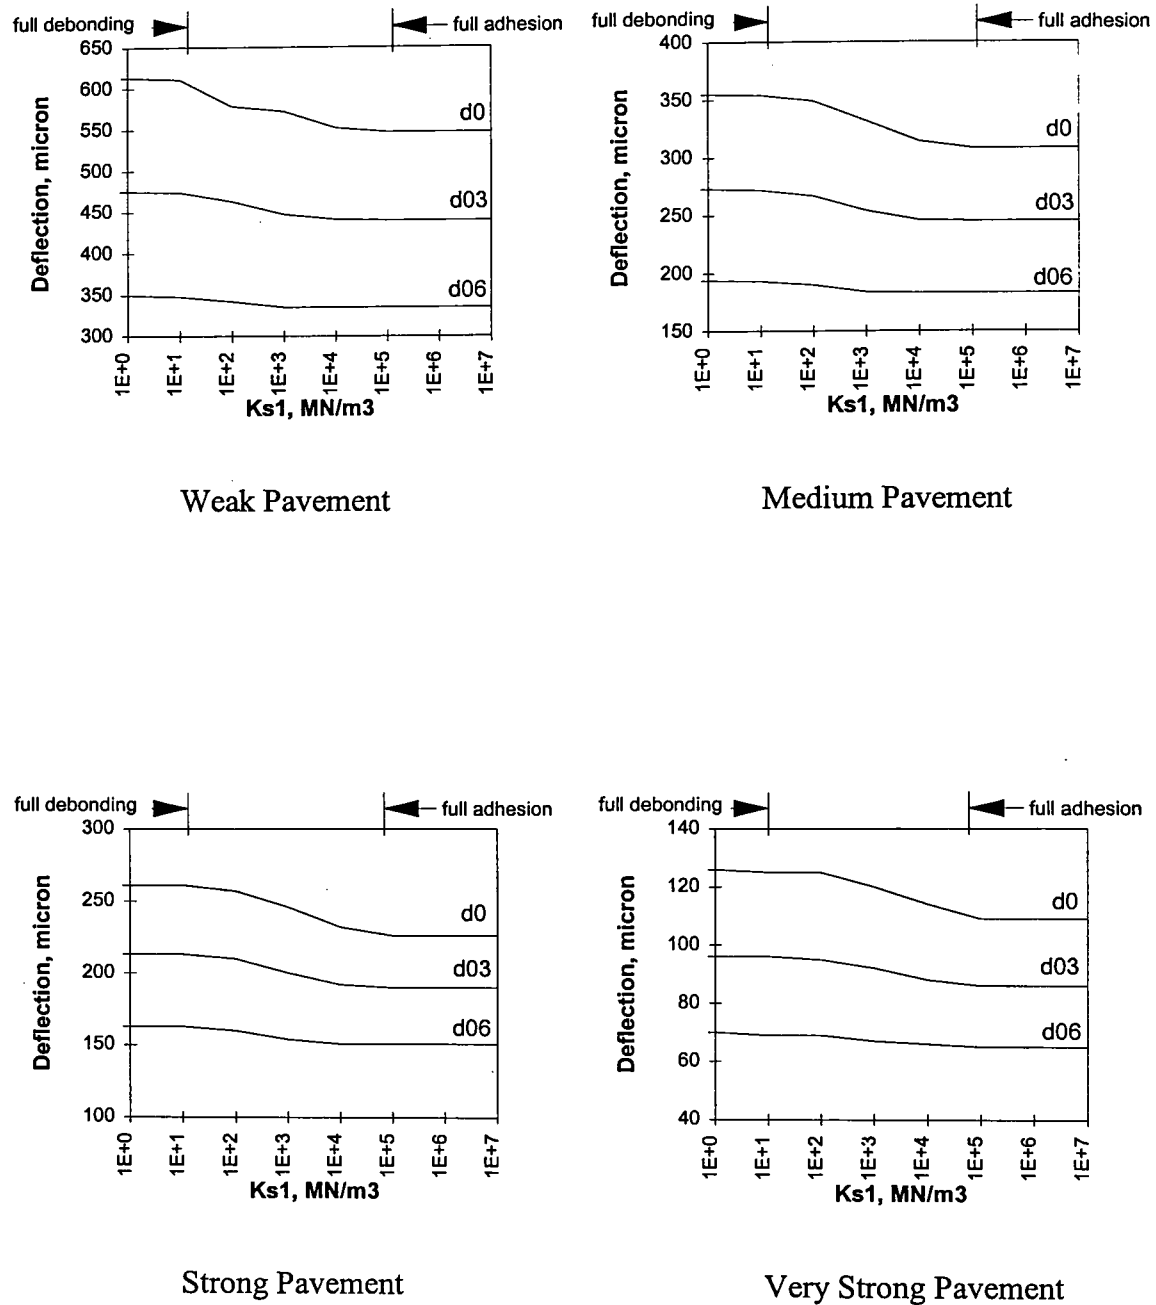 full debonding
full adhesion
650
600
550
500
450
400
350
300
Deflection, micron
d0
d03
d06
1E+0
1E+1
1E+2
1E+3
1E+4
1E+5
1E+6
1E+7
Ks1, MN/m3
Weak Pavement
full debonding
full adhesion
400
350
300
250
200
150
Deflection, micron
d0
d03
d06
1E+0
1E+1
1E+2
1E+3
1E+4
1E+5
1E+6
1E+7
Ks1, MN/m3
Medium Pavement
full debonding
full adhesion
300
250
200
150
100
Deflection, micron
d0
d03
d06
1E+0
1E+1
1E+2
1E+3
1E+4
1E+5
1E+6
1E+7
Ks1, MN/m3
Strong Pavement
full debonding
full adhesion
140
120
100
80
60
40
Deflection, micron
d0
d03
d06
1E+0
1E+1
1E+2
1E+3
1E+4
1E+5
1E+6
1E+7
Ks1, MN/m3
Very Strong Pavement